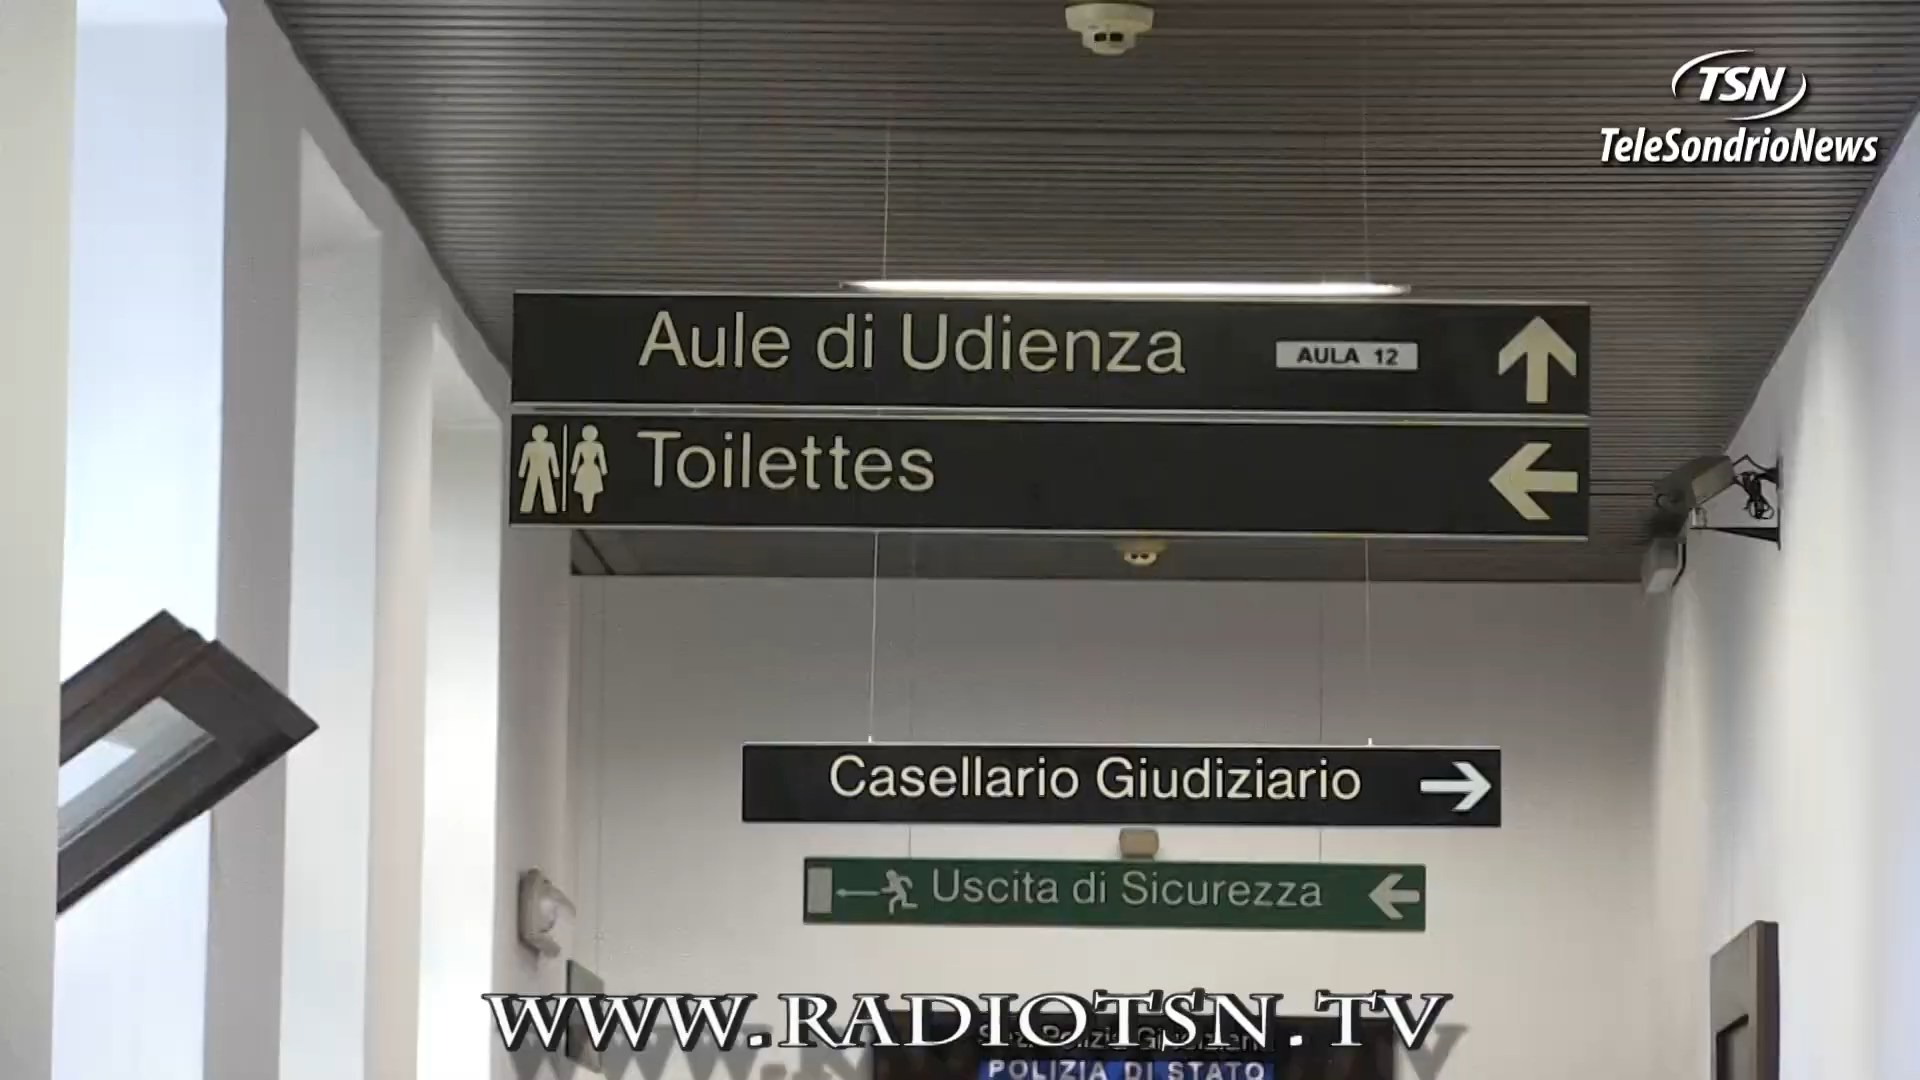 TSN
TeleSondrioNews
Aule di Udienza
AULA 12
Toilettes
Casellario Giudiziario
Uscita di Sicurezza
WWW.RADIOTSN.TV
POLIZIA DI STATO